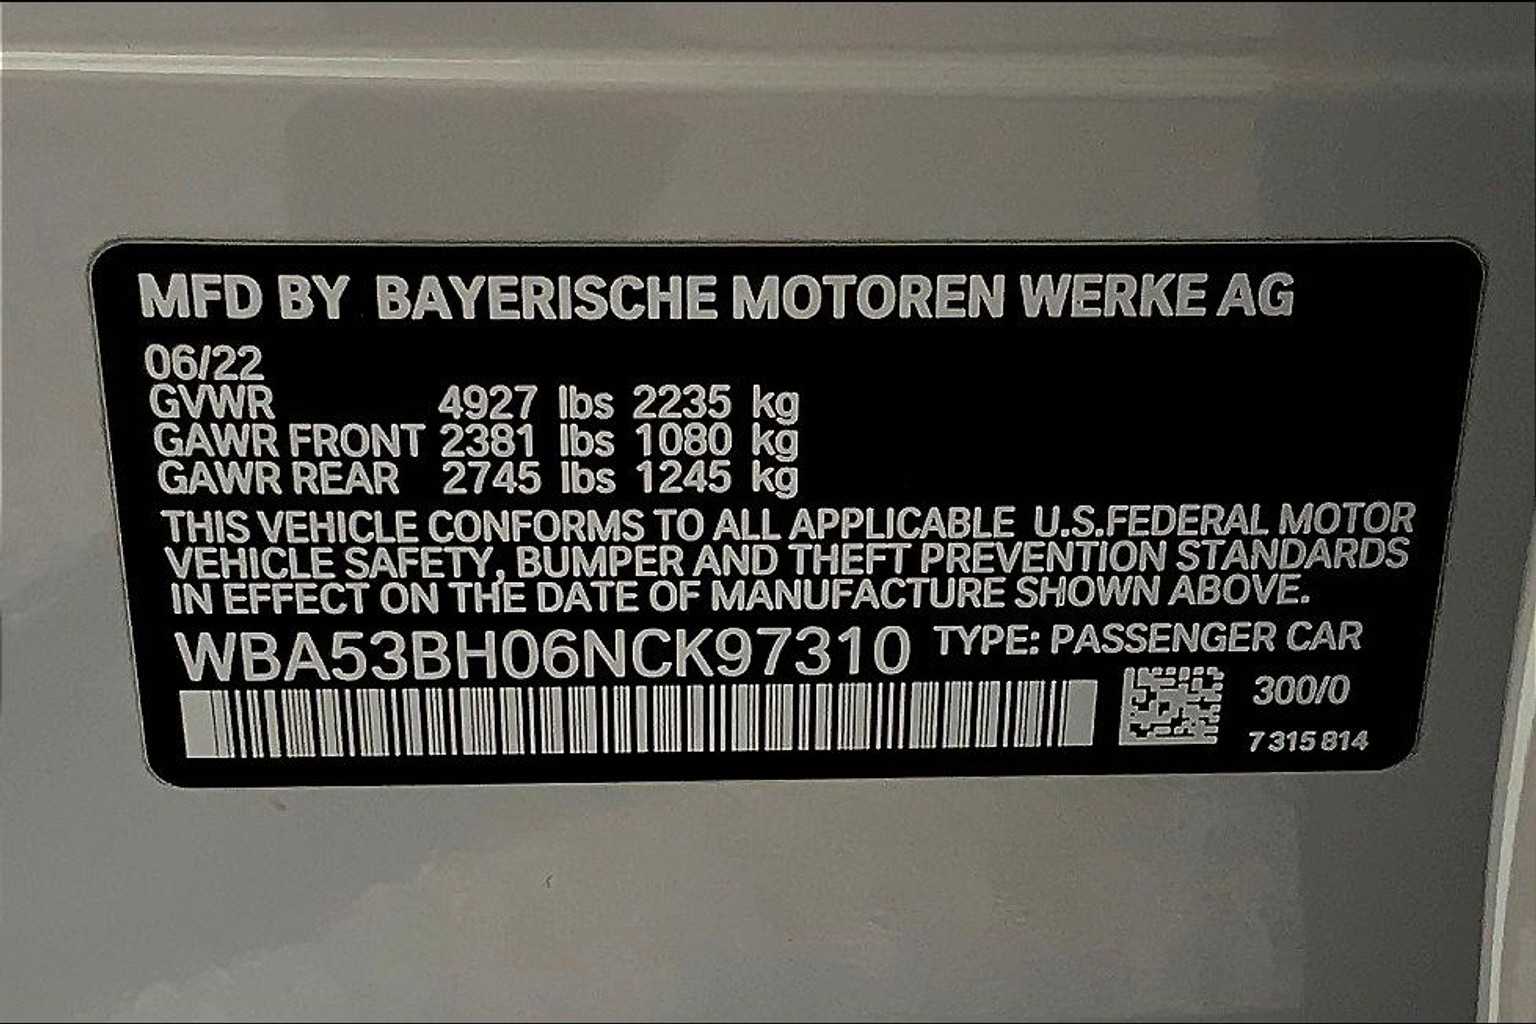 MFD BY BAYERISCHE MOTOREN WERKE AG
06/22
GVWR 4927 lbs 2235 kg
GAWR FRONT 2381 lbs 1080 kg
GAWR REAR 2745 lbs 1245 kg
THIS VEHICLE CONFORMS TO ALL APPLICABLE U.S.FEDERAL MOTOR
VEHICLE SAFETY, BUMPER AND THEFT PREVENTION STANDARDS
IN EFFECT ON THE DATE OF MANUFACTURE SHOWN ABOVE.
WBA53BH06NCK97310 TYPE: PASSENGER CAR
300/0
7 315 814